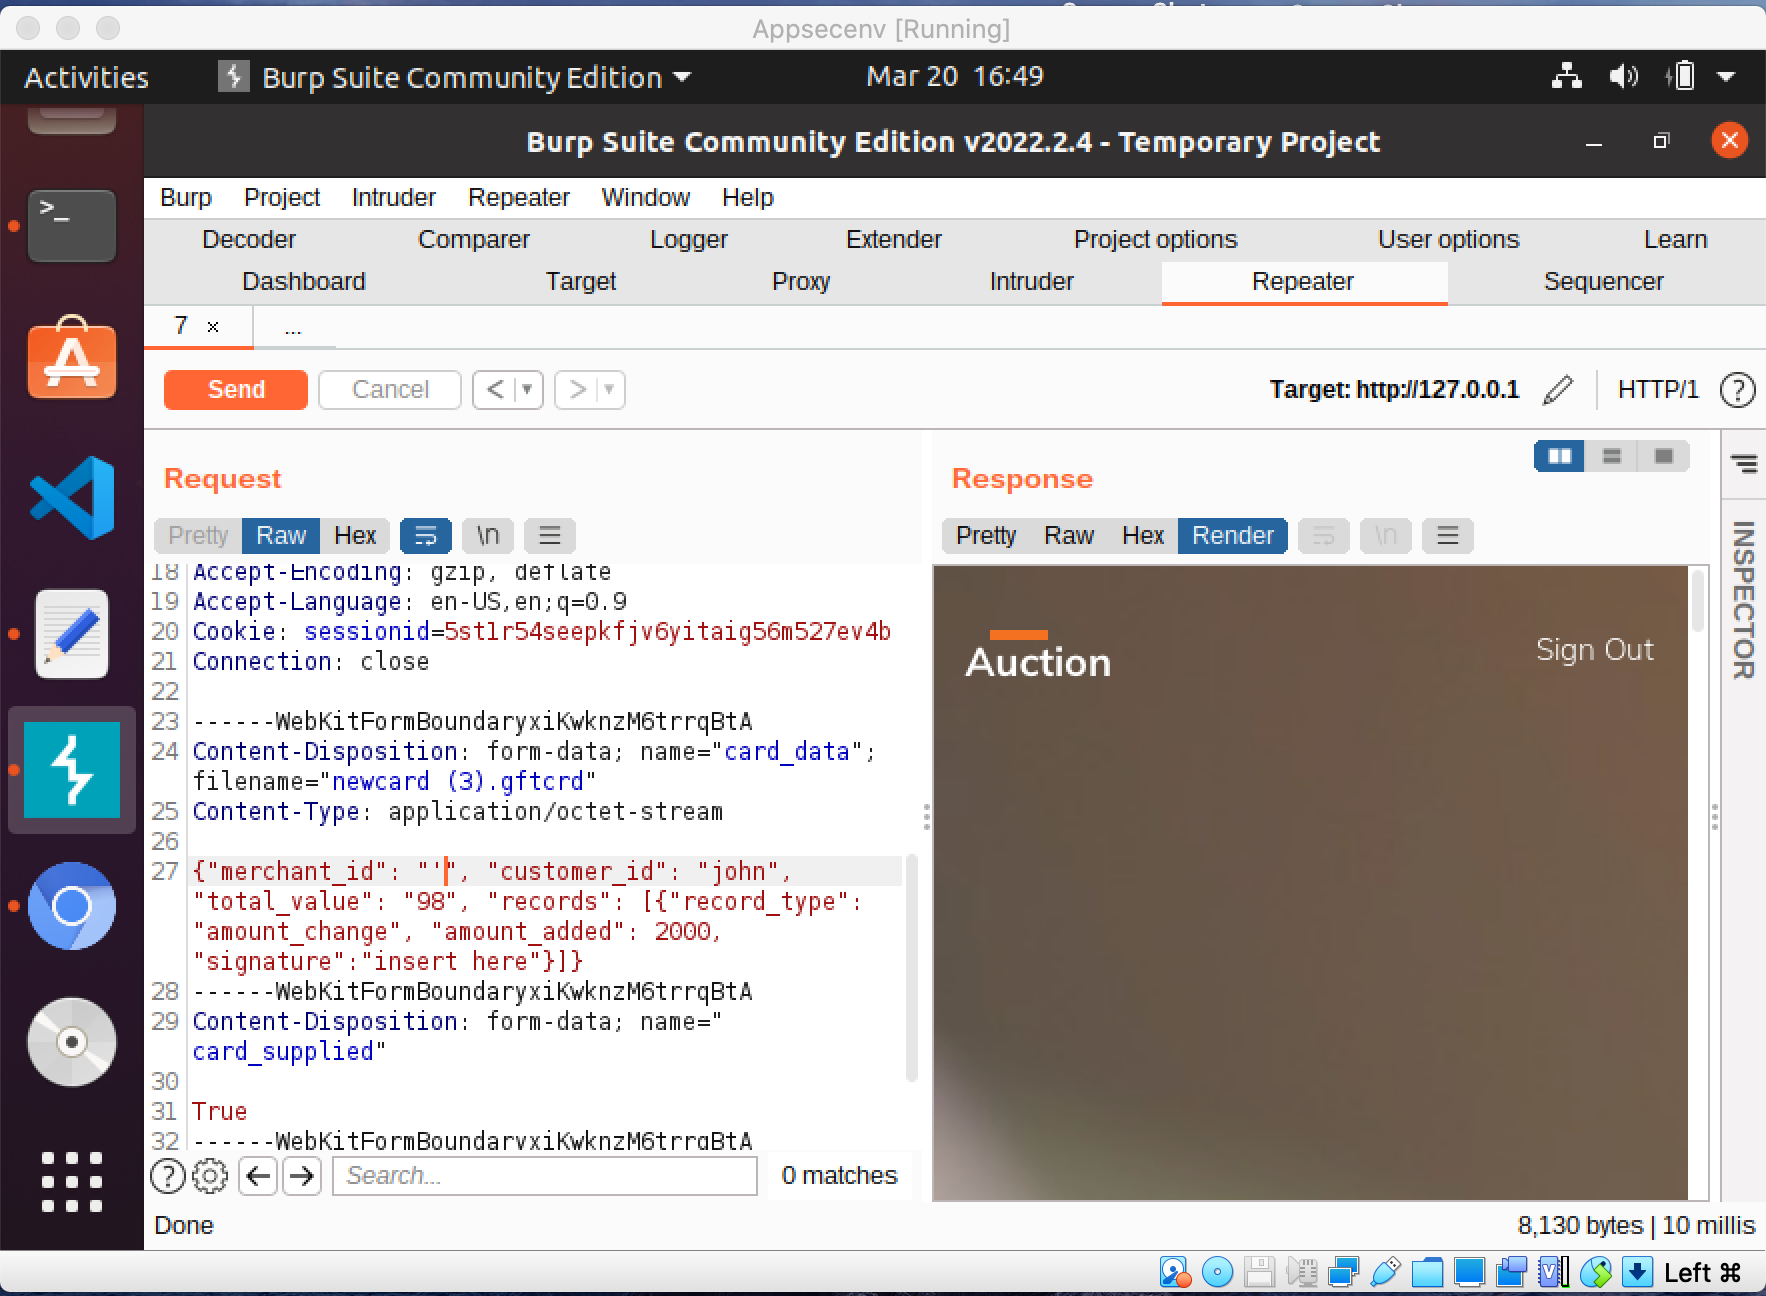 Appsecenv [Running]
Activities
Burp Suite Community Edition
Mar 20 16:49
Burp Suite Community Edition v2022.2.4 - Temporary Project
Burp Project Intruder Repeater Window Help
Decoder Comparer Logger Extender Project options User options Learn
Dashboard Target Proxy Intruder Repeater Sequencer
7 × ...
Send Cancel < >
Target: http://127.0.0.1 HTTP/1 ?
Request
Pretty Raw Hex \n
18 Accept-Encoding: gzip, deflate
19 Accept-Language: en-US,en;q=0.9
20 Cookie: sessionid=5stlr54seepkfjv6yitaig56m527ev4b
21 Connection: close
22
23 ------WebKitFormBoundaryxiKwknzM6trrqBtA
24 Content-Disposition: form-data; name="card_data";
filename="newcard (3).gftcrd"
25 Content-Type: application/octet-stream
26
27 {"merchant_id": "'", "customer_id": "john",
"total_value": "98", "records": [{"record_type":
"amount_change", "amount_added": 2000,
"signature":"insert here"}]}
28 ------WebKitFormBoundaryxiKwknzM6trrqBtA
29 Content-Disposition: form-data; name="
card_supplied"
30
31 True
32 ------WebKitFormBoundaryxiKwknzM6trrqBtA
? Search... 0 matches
Response
Pretty Raw Hex Render \n
Auction
Sign Out
INSPECTOR
Done
8,130 bytes | 10 millis
Left ⌘